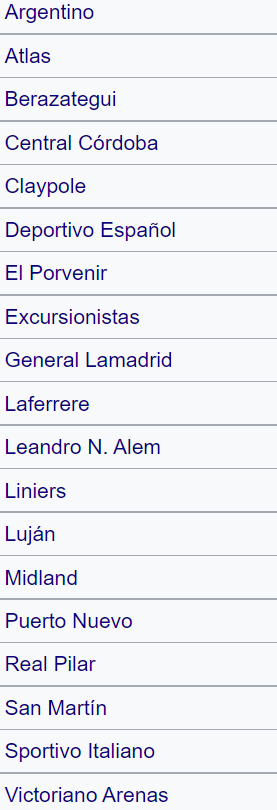 Argentino
Atlas
Berazategui
Central Córdoba
Claypole
Deportivo Español
El Porvenir
Excursionistas
General Lamadrid
Laferrere
Leandro N. Alem
Liniers
Luján
Midland
Puerto Nuevo
Real Pilar
San Martín
Sportivo Italiano
Victoriano Arenas